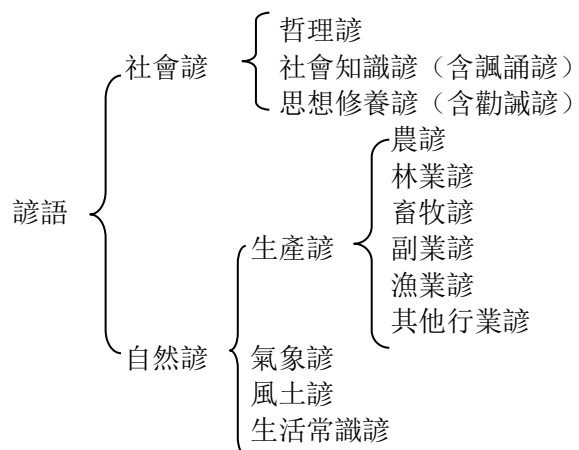 哲理諺
社會諺
社會知識諺（含諷誦諺）
思想修養諺（含勸誡諺）
農諺
林業諺
諺語
畜牧諺
生產諺
副業諺
漁業諺
其他行業諺
自然諺
氣象諺
風土諺
生活常識諺